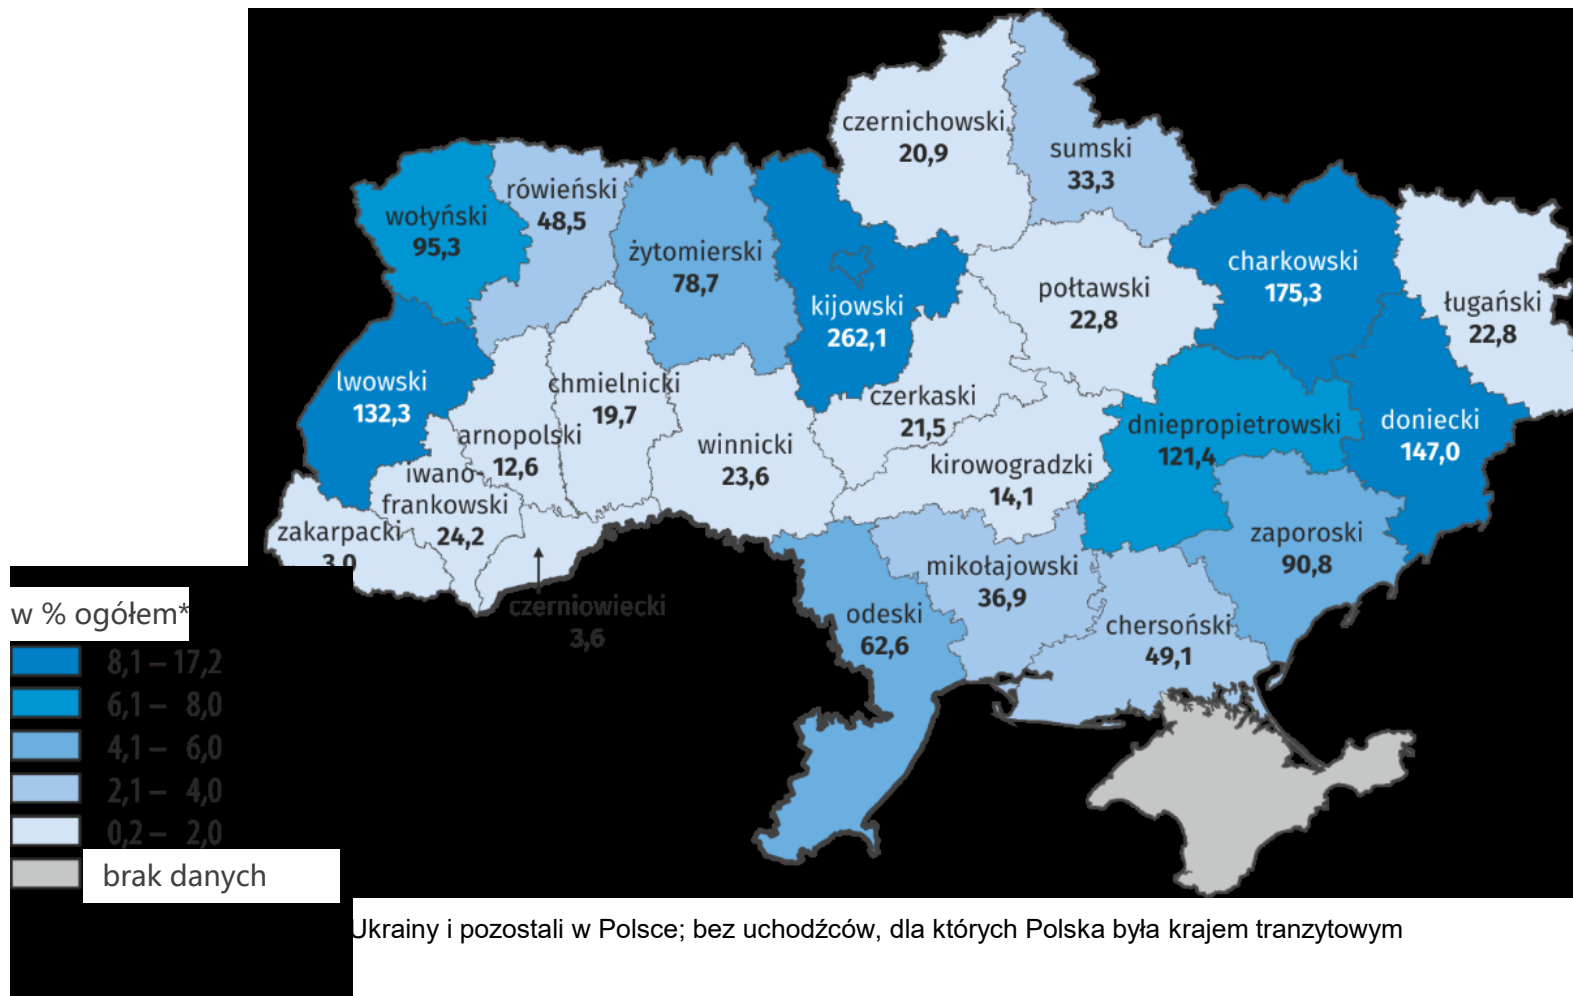 czernichowski
20,9
sumski
33,3
rówieński
48,5
wołyński
95,3
żytomierski
78,7
kijowski
262,1
połtawski
22,8
charkowski
175,3
ługański
22,8
lwowski
132,3
chmielnicki
19,7
arnopolski
12,6
winnicki
23,6
czerkaski
21,5
kirowogradzki
14,1
dniepropietrowski
121,4
doniecki
147,0
iwano-
frankowski
24,2
zakarpacki
3,0
czerniowiecki
3,6
odeski
62,6
mikołajowski
36,9
chersoński
49,1
zaporoski
90,8
w % ogółem*
8,1 – 17,2
6,1 – 8,0
4,1 – 6,0
2,1 – 4,0
0,2 – 2,0
brak danych
Ukrainy i pozostali w Polsce; bez uchodźców, dla których Polska była krajem tranzytowym